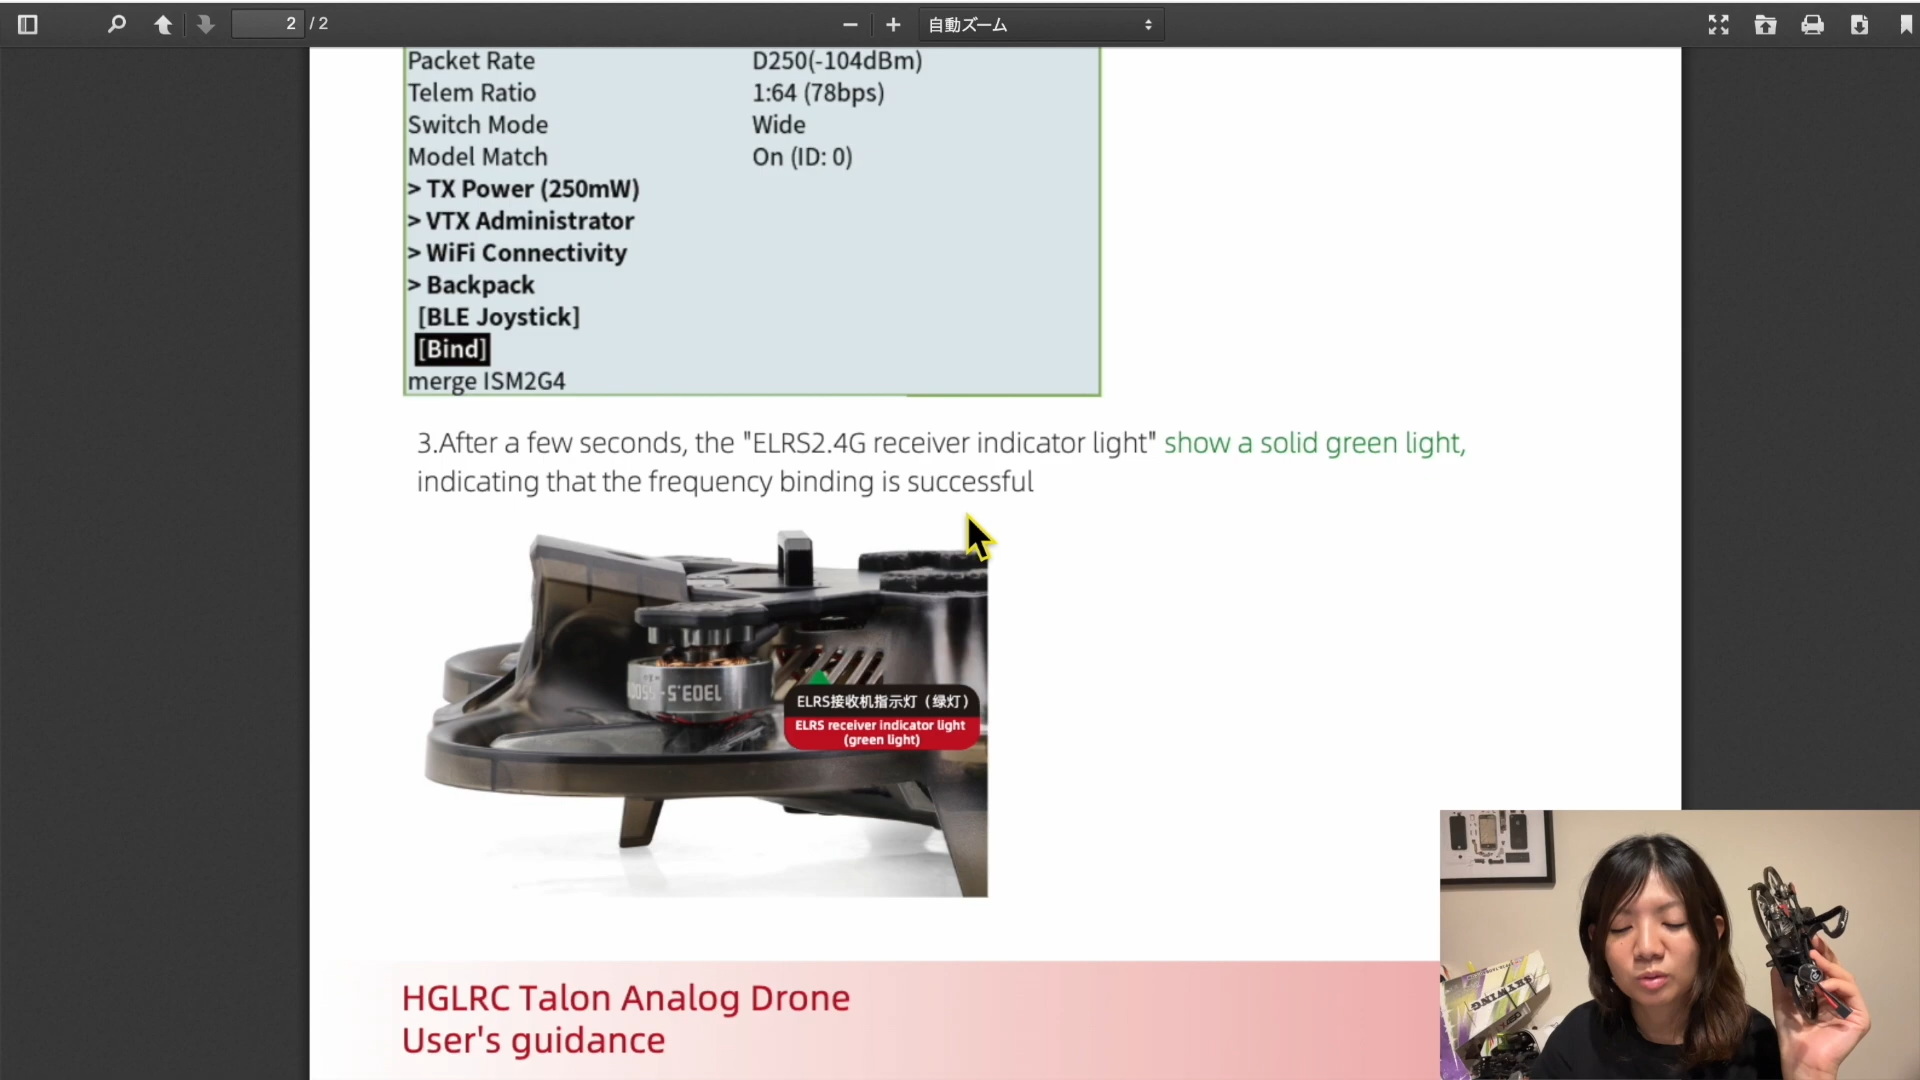 2 / 2
自動ズーム
Packet Rate D250(-104dBm)
Telem Ratio 1:64 (78bps)
Switch Mode Wide
Model Match On (ID: 0)
> TX Power (250mW)
> VTX Administrator
> WiFi Connectivity
> Backpack
[BLE Joystick]
[Bind]
merge ISM2G4
3.After a few seconds, the "ELRS2.4G receiver indicator light" show a solid green light,
indicating that the frequency binding is successful
1303.5-5500
ELRS接收机指示灯（绿灯）
ELRS receiver indicator light
(green light)
SKYWING
HGLRC Talon Analog Drone
User's guidance